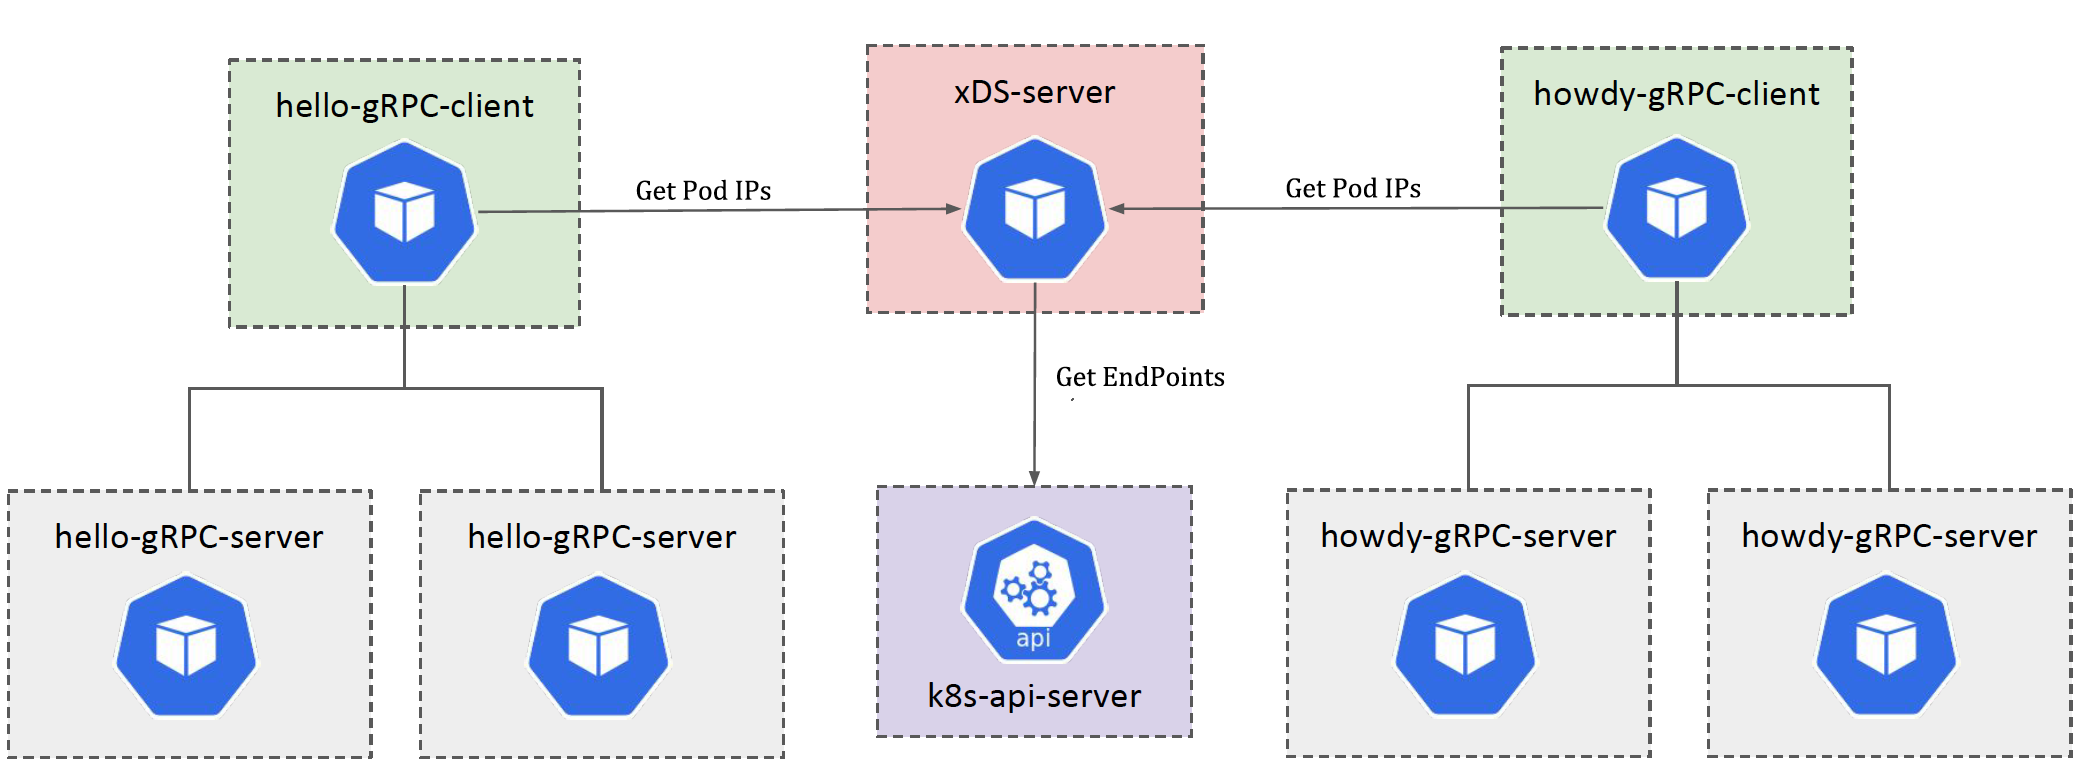 hello-gRPC-client
xDS-server
howdy-gRPC-client
Get Pod IPs
Get Pod IPs
Get EndPoints
hello-gRPC-server
hello-gRPC-server
api
k8s-api-server
howdy-gRPC-server
howdy-gRPC-server